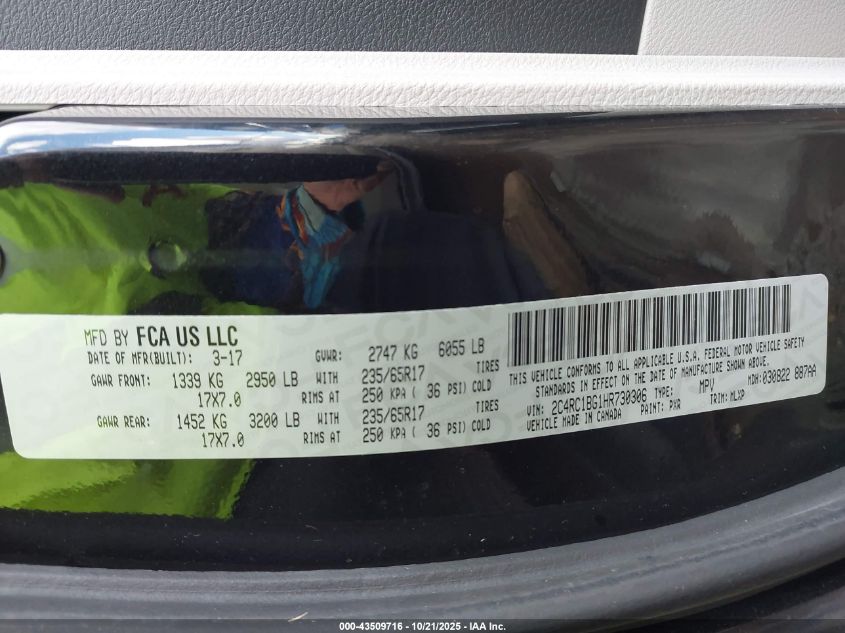 MFD BY FCA US LLC
DATE OF MFR(BUILT): 3-17 GVWR: 2747 KG 6055 LB
GAWR FRONT: 1339 KG 2950 LB WITH 235/65R17 TIRES
17X7.0 RIMS AT 250 KPA ( 36 PSI) COLD
GAWR REAR: 1452 KG 3200 LB WITH 235/65R17 TIRES
17X7.0 RIMS AT 250 KPA ( 36 PSI) COLD
THIS VEHICLE CONFORMS TO ALL APPLICABLE U.S.A. FEDERAL MOTOR VEHICLE SAFETY
STANDARDS IN EFFECT ON THE DATE OF MANUFACTURE SHOWN ABOVE.
VIN: 2C4RC1BG1HR730306 TYPE: MPV MDH: 030822 887AA
VEHICLE MADE IN CANADA PAINT: PXR TRIM: MLXP
000-43509716 - 10/21/2025 - IAA Inc.